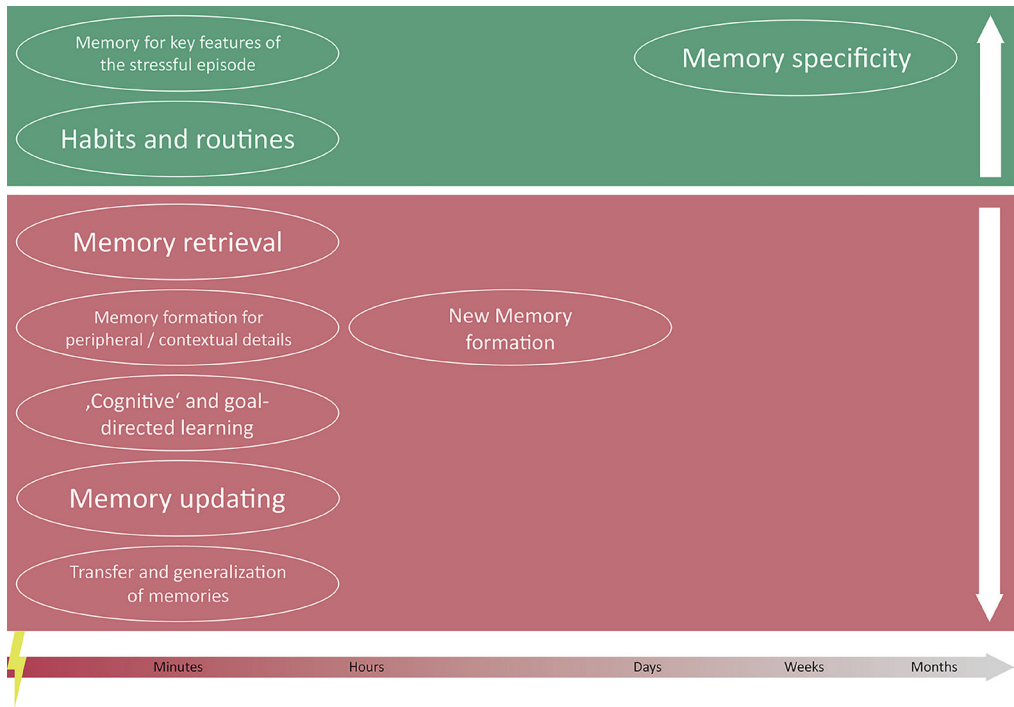 Memory for key features of
the stressful episode
Memory specificity
Habits and routines
Memory retrieval
Memory formation for
peripheral / contextual details
New Memory
formation
‚Cognitive‘ and goal-
directed learning
Memory updating
Transfer and generalization
of memories
Minutes
Hours
Days
Weeks
Months